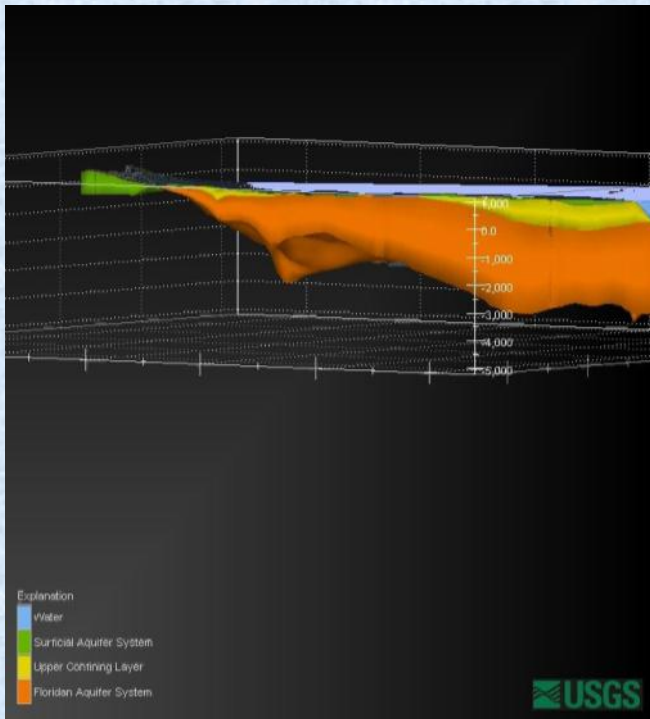 1,000
0.0
-1,000
-2,000
-3,000
-4,000
-5,000
Explanation
Water
Surficial Aquifer System
Upper Confining Layer
Floridan Aquifer System
USGS